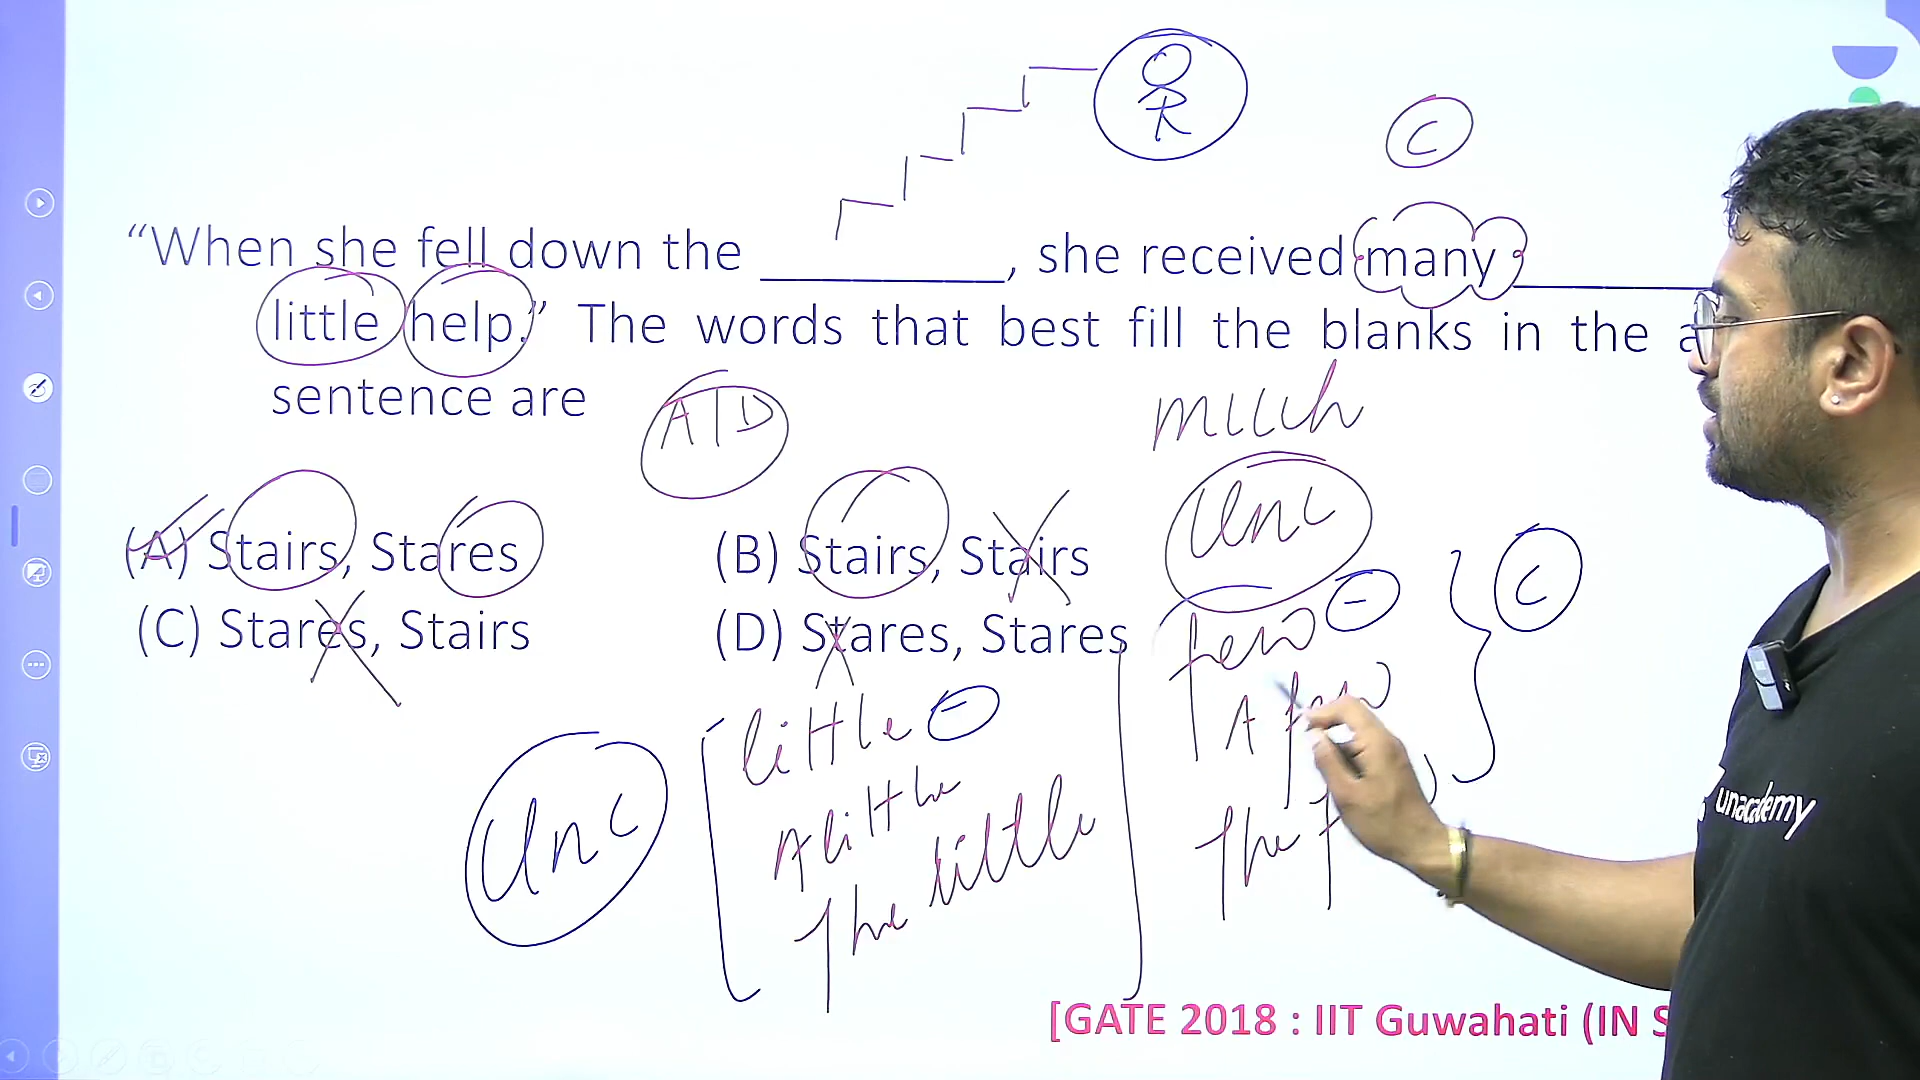 C
“When she fell down the __________, she received many ________
little help.” The words that best fill the blanks in the
sentence are
A | D
much
(A) Stairs, Stares (B) Stairs, Stairs
Unc
(C) Stares, Stairs (D) Stares, Stares
few -
C
little -
A few
Unc
A little
The little
The
unacademy
[GATE 2018 : IIT Guwahati (IN